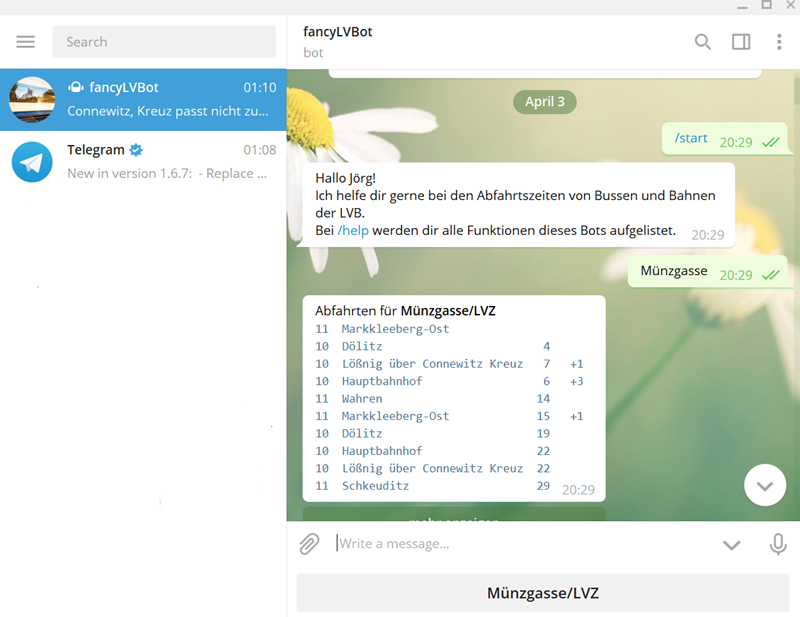 Search
fancyLVBot 01:10
Connewitz, Kreuz passt nicht zu...
Telegram 01:08
New in version 1.6.7: - Replace ...
fancyLVBot
bot
April 3
/start 20:29
Hallo Jörg!
Ich helfe dir gerne bei den Abfahrtszeiten von Bussen und Bahnen
der LVB.
Bei /help werden dir alle Funktionen dieses Bots aufgelistet. 20:29
Münzgasse 20:29
Abfahrten für Münzgasse/LVZ
11 Markkleeberg-Ost
10 Dölitz 4
10 Lößnig über Connewitz Kreuz 7 +1
10 Hauptbahnhof 6 +3
11 Wahren 14
11 Markkleeberg-Ost 15 +1
10 Dölitz 19
10 Hauptbahnhof 22
10 Lößnig über Connewitz Kreuz 22
11 Schkeuditz 29 20:29
mehr anzeigen
Write a message...
Münzgasse/LVZ